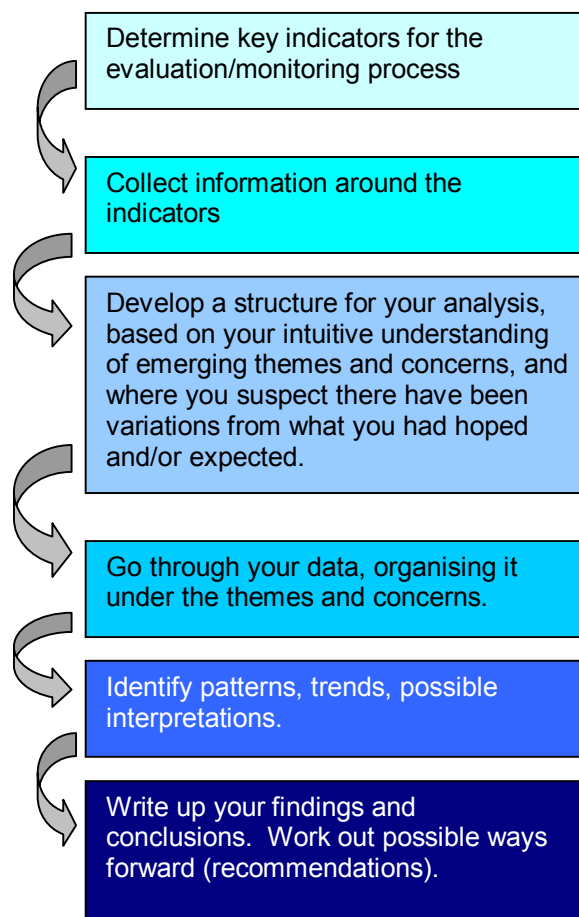 Determine key indicators for the
evaluation/monitoring process
Collect information around the
indicators
Develop a structure for your analysis,
based on your intuitive understanding
of emerging themes and concerns, and
where you suspect there have been
variations from what you had hoped
and/or expected.
Go through your data, organising it
under the themes and concerns.
Identify patterns, trends, possible
interpretations.
Write up your findings and
conclusions.  Work out possible ways
forward (recommendations).